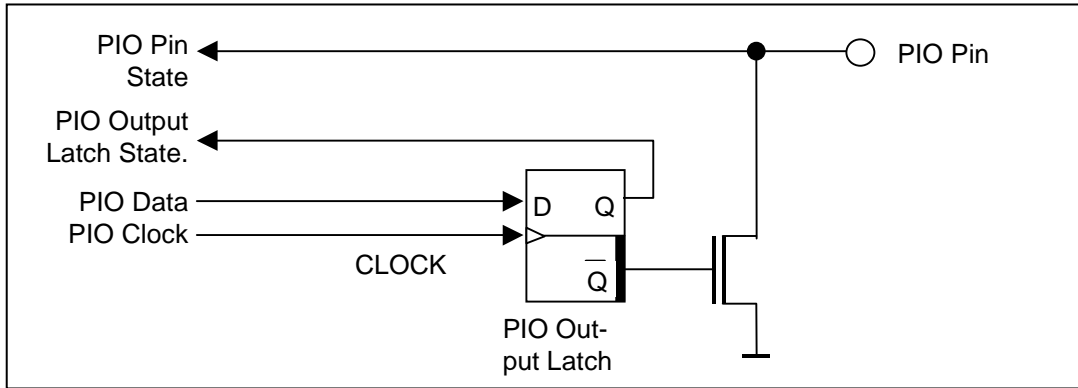 PIO Pin
State
PIO Pin
PIO Output
Latch State.
PIO Data
PIO Clock
CLOCK
D Q
Q
PIO Out-
put Latch